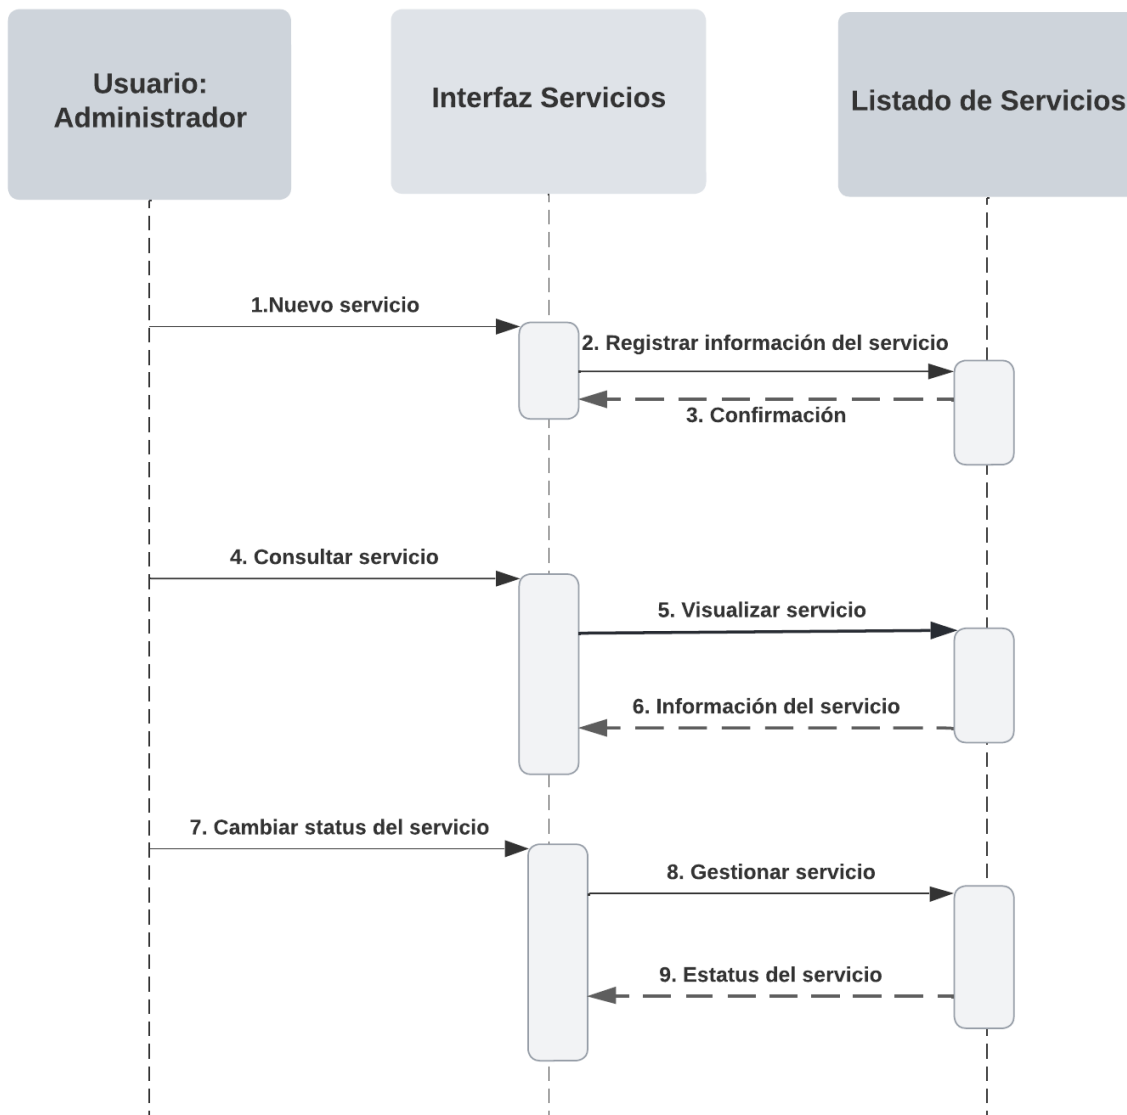 Usuario:
Administrador
Interfaz Servicios
Listado de Servicios
1.Nuevo servicio
2. Registrar información del servicio
3. Confirmación
4. Consultar servicio
5. Visualizar servicio
6. Información del servicio
7. Cambiar status del servicio
8. Gestionar servicio
9. Estatus del servicio